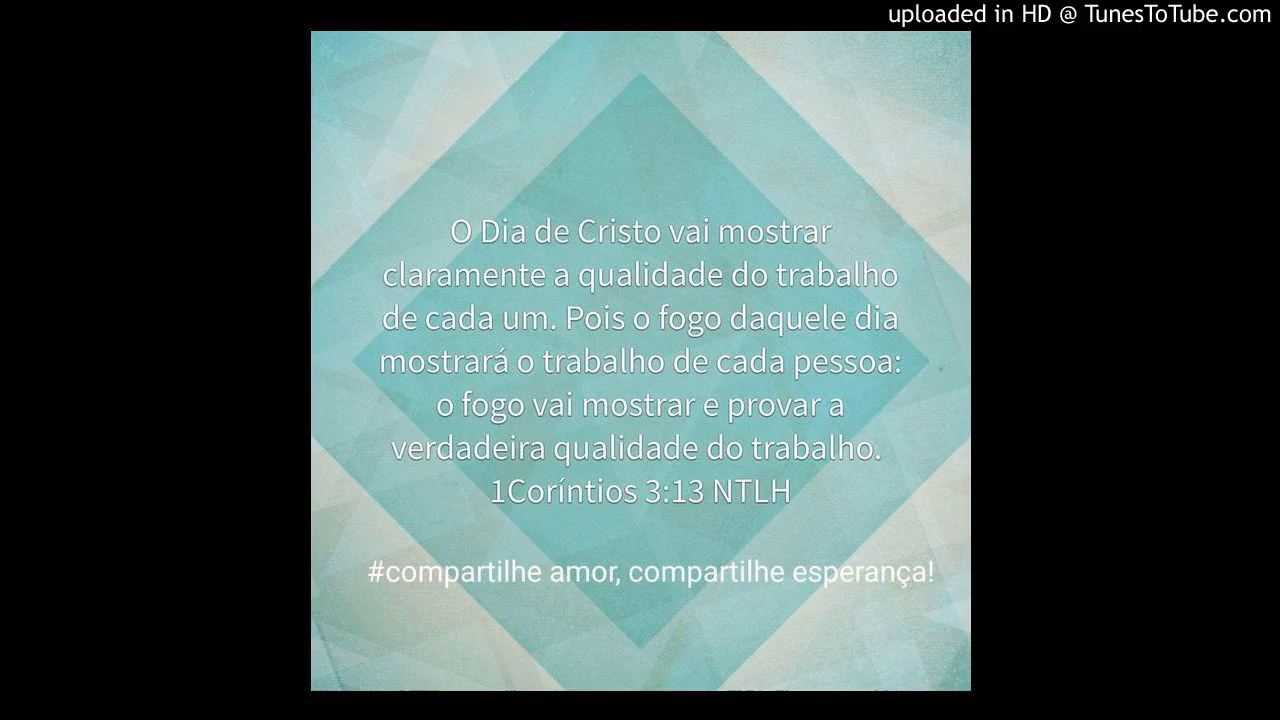 uploaded in HD @ TunesToTube.com
O Dia de Cristo vai mostrar
claramente a qualidade do trabalho
de cada um. Pois o fogo daquele dia
mostrará o trabalho de cada pessoa:
o fogo vai mostrar e provar a
verdadeira qualidade do trabalho.
1Coríntios 3:13 NTLH
#compartilhe amor, compartilhe esperança!